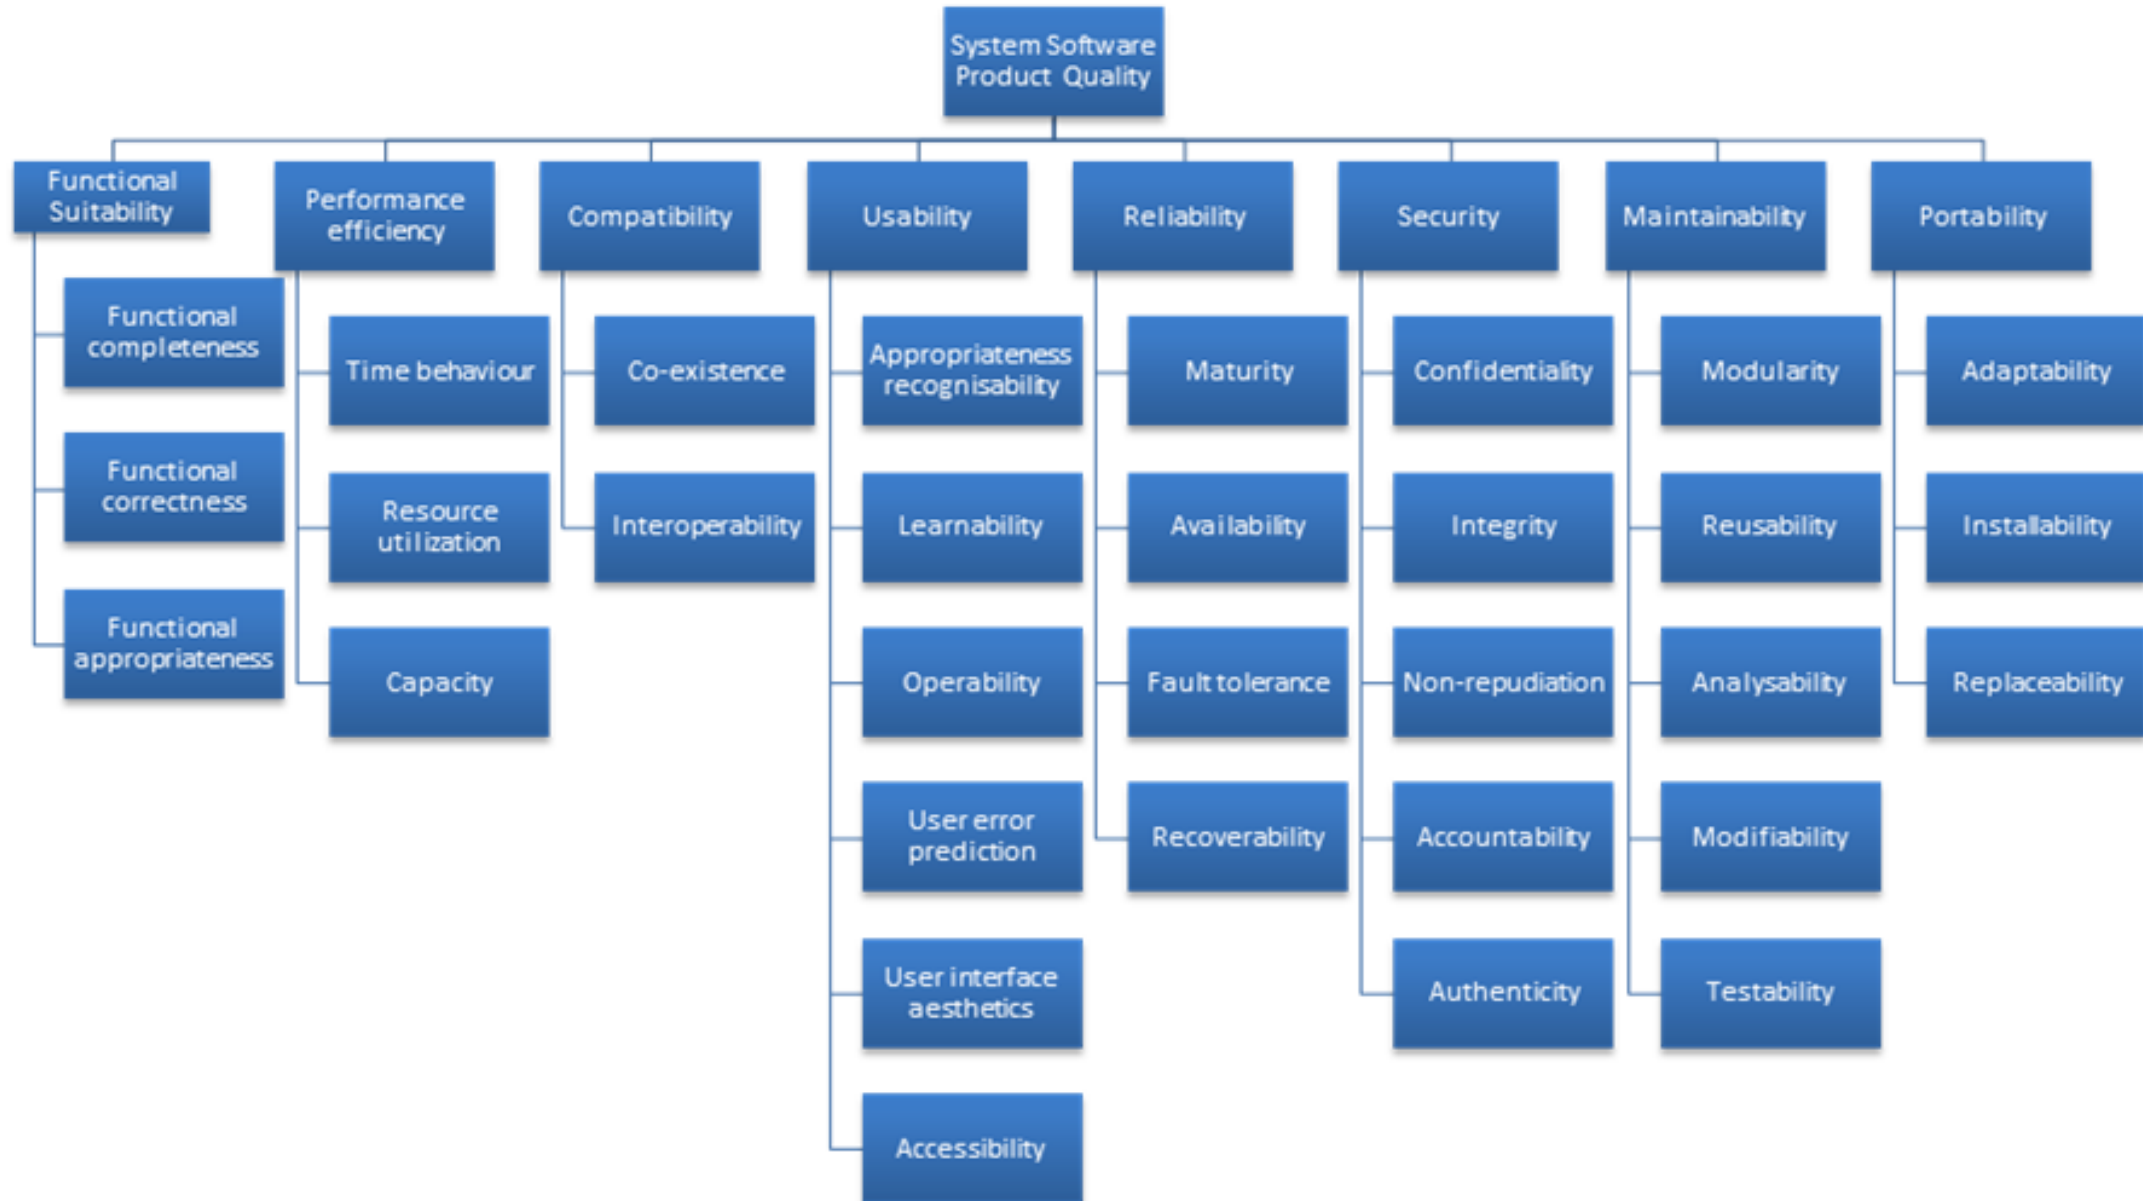 System Software
Product Quality
Functional
Suitability
Functional
completeness
Functional
correctness
Functional
appropriateness
Performance
efficiency
Time behaviour
Resource
utilization
Capacity
Compatibility
Co-existence
Interoperability
Usability
Appropriateness
recognisability
Learnability
Operability
User error
prediction
User interface
aesthetics
Accessibility
Reliability
Maturity
Availability
Fault tolerance
Recoverability
Security
Confidentiality
Integrity
Non-repudiation
Accountability
Authenticity
Maintainability
Modularity
Reusability
Analysability
Modifiability
Testability
Portability
Adaptability
Installability
Replaceability